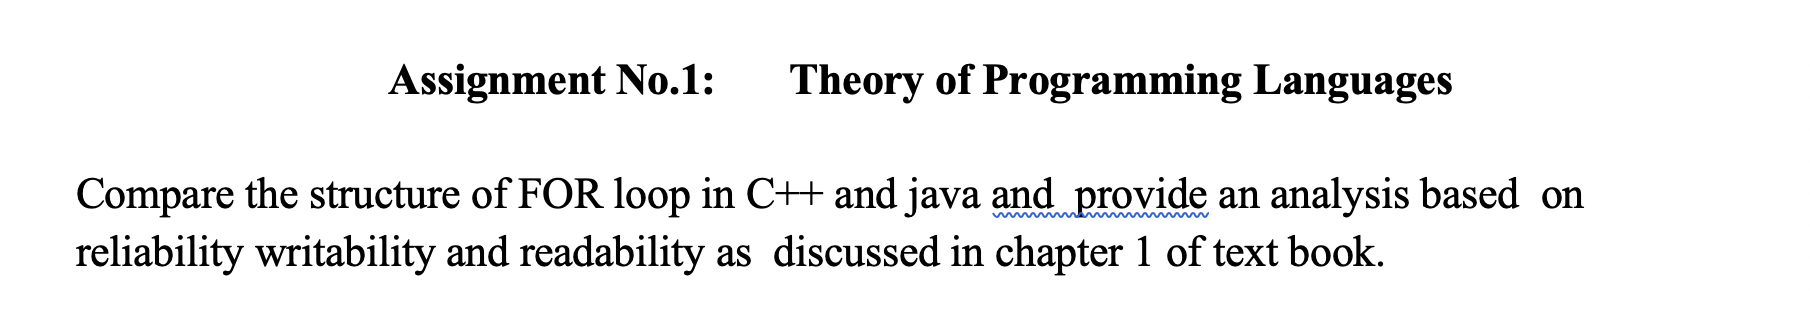 Assignment No.1: Theory of Programming Languages
Compare the structure of FOR loop in C++ and java and provide an analysis based on
reliability writability and readability as discussed in chapter 1 of text book.